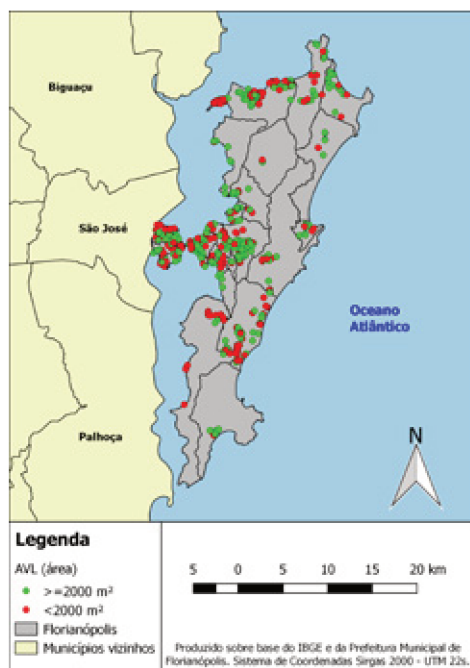 Biguaçu
São José
Oceano
Atlântico
Palhoça
N
Legenda
AVL (área)
>=2000 m²
<2000 m²
Florianópolis
Municípios vizinhos
5 0 5 10 15 20 km
Produzido sobre base do IBGE e da Prefeitura Municipal de
Florianópolis. Sistema de Coordenadas Sirgas 2000 - UTM 22s.